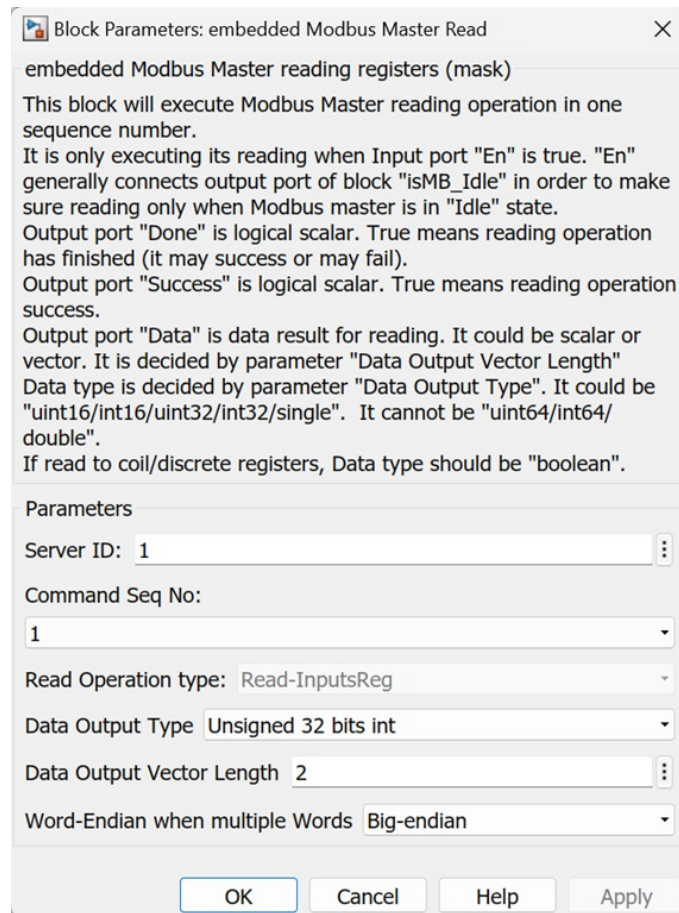 Block Parameters: embedded Modbus Master Read
embedded Modbus Master reading registers (mask)
This block will execute Modbus Master reading operation in one
sequence number.
It is only executing its reading when Input port "En" is true. "En"
generally connects output port of block "isMB_Idle" in order to make
sure reading only when Modbus master is in "Idle" state.
Output port "Done" is logical scalar. True means reading operation
has finished (it may success or may fail).
Output port "Success" is logical scalar. True means reading operation
success.
Output port "Data" is data result for reading. It could be scalar or
vector. It is decided by parameter "Data Output Vector Length"
Data type is decided by parameter "Data Output Type". It could be
"uint16/int16/uint32/int32/single".  It cannot be "uint64/int64/
double".
If read to coil/discrete registers, Data type should be "boolean".
Parameters
Server ID: 1
Command Seq No:
1
Read Operation type: Read-InputsReg
Data Output Type Unsigned 32 bits int
Data Output Vector Length 2
Word-Endian when multiple Words Big-endian
OK Cancel Help Apply